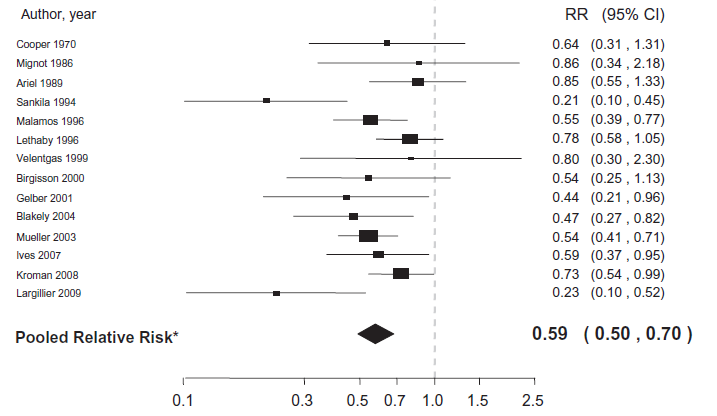 Author, year RR (95% CI)
Cooper 1970 0.64 (0.31 , 1.31)
Mignot 1986 0.86 (0.34 , 2.18)
Ariel 1989 0.85 (0.55 , 1.33)
Sankila 1994 0.21 (0.10 , 0.45)
Malamos 1996 0.55 (0.39 , 0.77)
Lethaby 1996 0.78 (0.58 , 1.05)
Velentgas 1999 0.80 (0.30 , 2.30)
Birgisson 2000 0.54 (0.25 , 1.13)
Gelber 2001 0.44 (0.21 , 0.96)
Blakely 2004 0.47 (0.27 , 0.82)
Mueller 2003 0.54 (0.41 , 0.71)
Ives 2007 0.59 (0.37 , 0.95)
Kroman 2008 0.73 (0.54 , 0.99)
Largillier 2009 0.23 (0.10 , 0.52)
Pooled Relative Risk* 0.59 ( 0.50 , 0.70 )
0.1 0.3 0.5 0.7 1.0 1.5 2.5